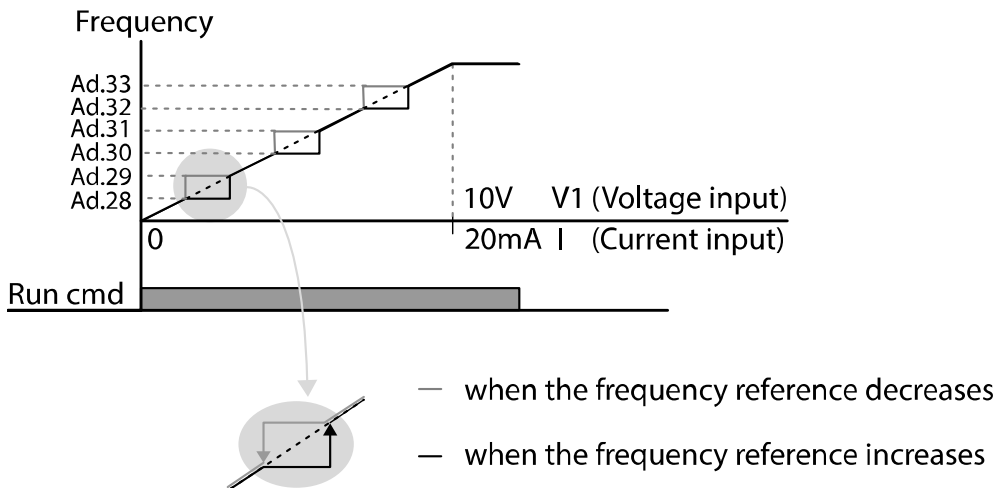 Frequency
Ad.33
Ad.32
Ad.31
Ad.30
Ad.29
Ad.28
10V V1 (Voltage input)
0
20mA I (Current input)
Run cmd
when the frequency reference decreases
when the frequency reference increases